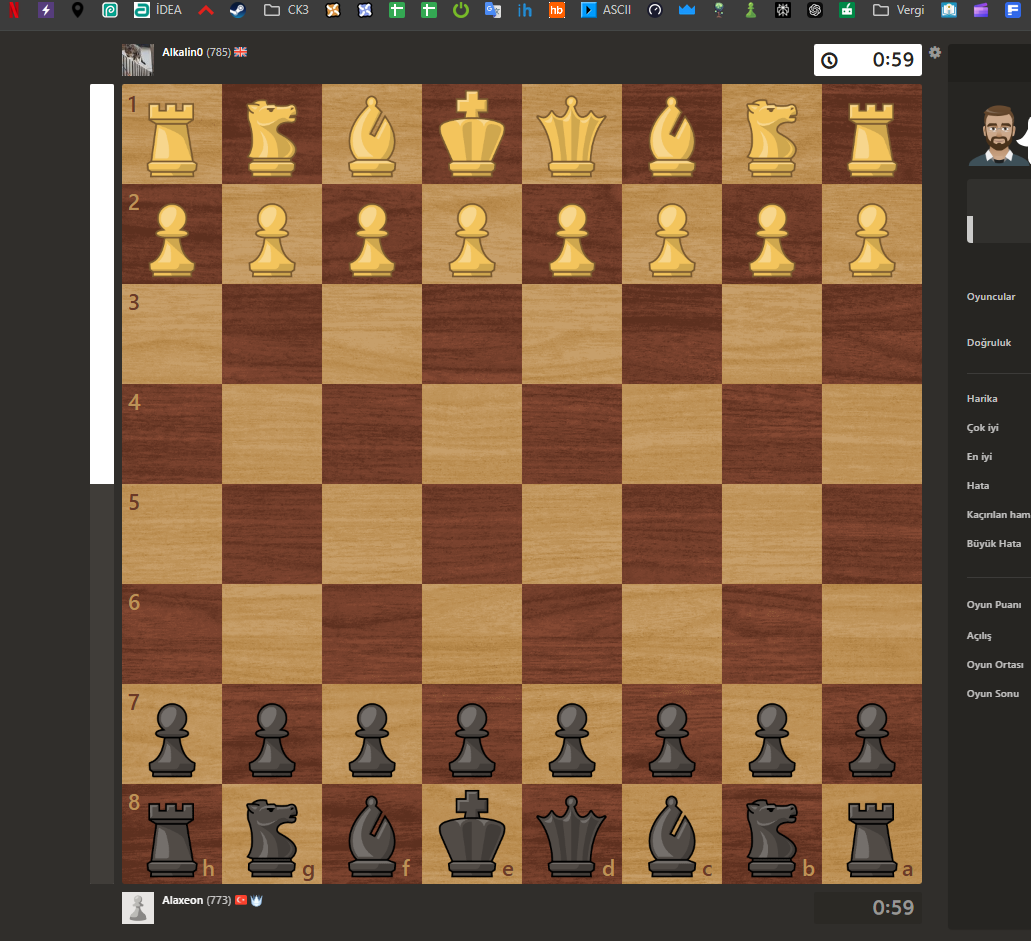 İDEA CK3 ih hb ASCII Vergi
Alkalin0 (785)
0:59
1
2
3
4
5
6
7
8
h g f e d c b a
Alaxeon (773)
0:59
Oyuncular
Doğruluk
Harika
Çok iyi
En iyi
Hata
Kaçırılan ham
Büyük Hata
Oyun Puanı
Açılış
Oyun Ortası
Oyun Sonu